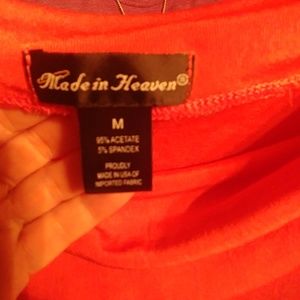 Made in Heaven®
M
95% ACETATE
5% SPANDEX
PROUDLY
MADE IN USA OF
IMPORTED FABRIC